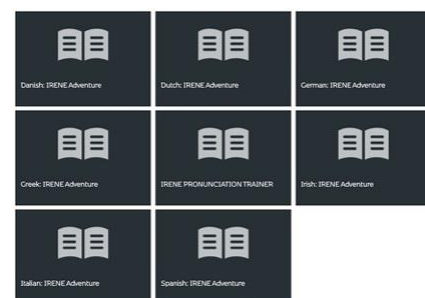 Danish: IRENE Adventure
Dutch: IRENE Adventure
German: IRENE Adventure
Greek: IRENE Adventure
IRENE PRONUNCIATION TRAINER
Irish: IRENE Adventure
Italian: IRENE Adventure
Spanish: IRENE Adventure